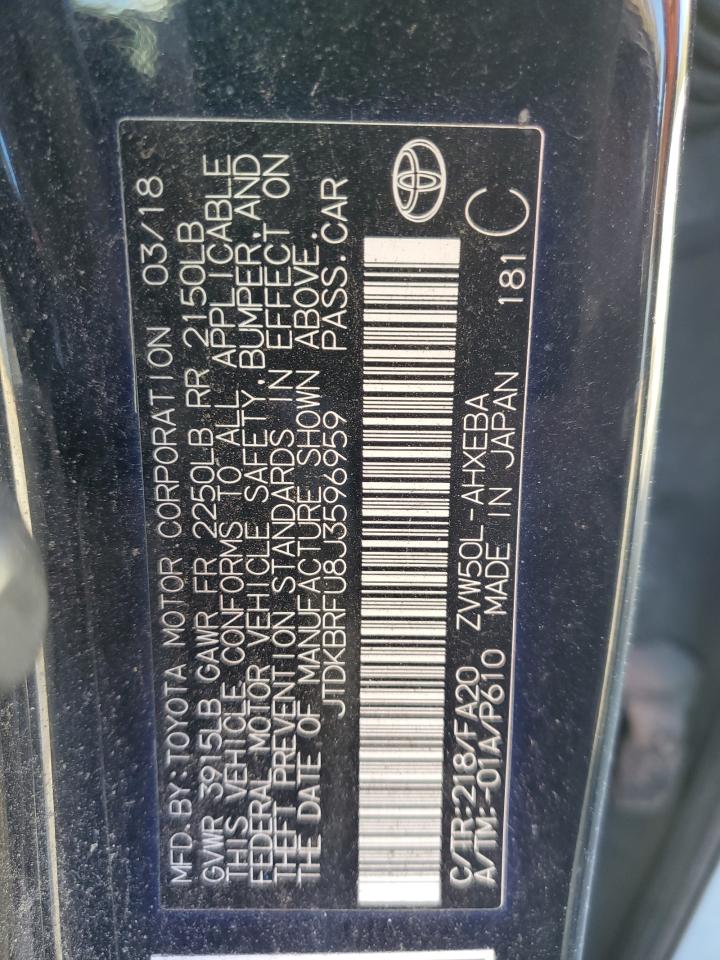 MFD. BY: TOYOTA MOTOR CORPORATION 03/18
GVWR 3915LB GAWR FR 2250LB RR 2150LB
THIS VEHICLE CONFORMS TO ALL APPLICABLE
FEDERAL MOTOR VEHICLE SAFETY, BUMPER, AND
THEFT PREVENTION STANDARDS IN EFFECT ON
THE DATE OF MANUFACTURE SHOWN ABOVE.
JTDKBRFU8J3596959 PASS. CAR
C/TR: 218/FA20 ZVW50L-AHXEBA C
A/TM: -01A/P610 MADE IN JAPAN 181